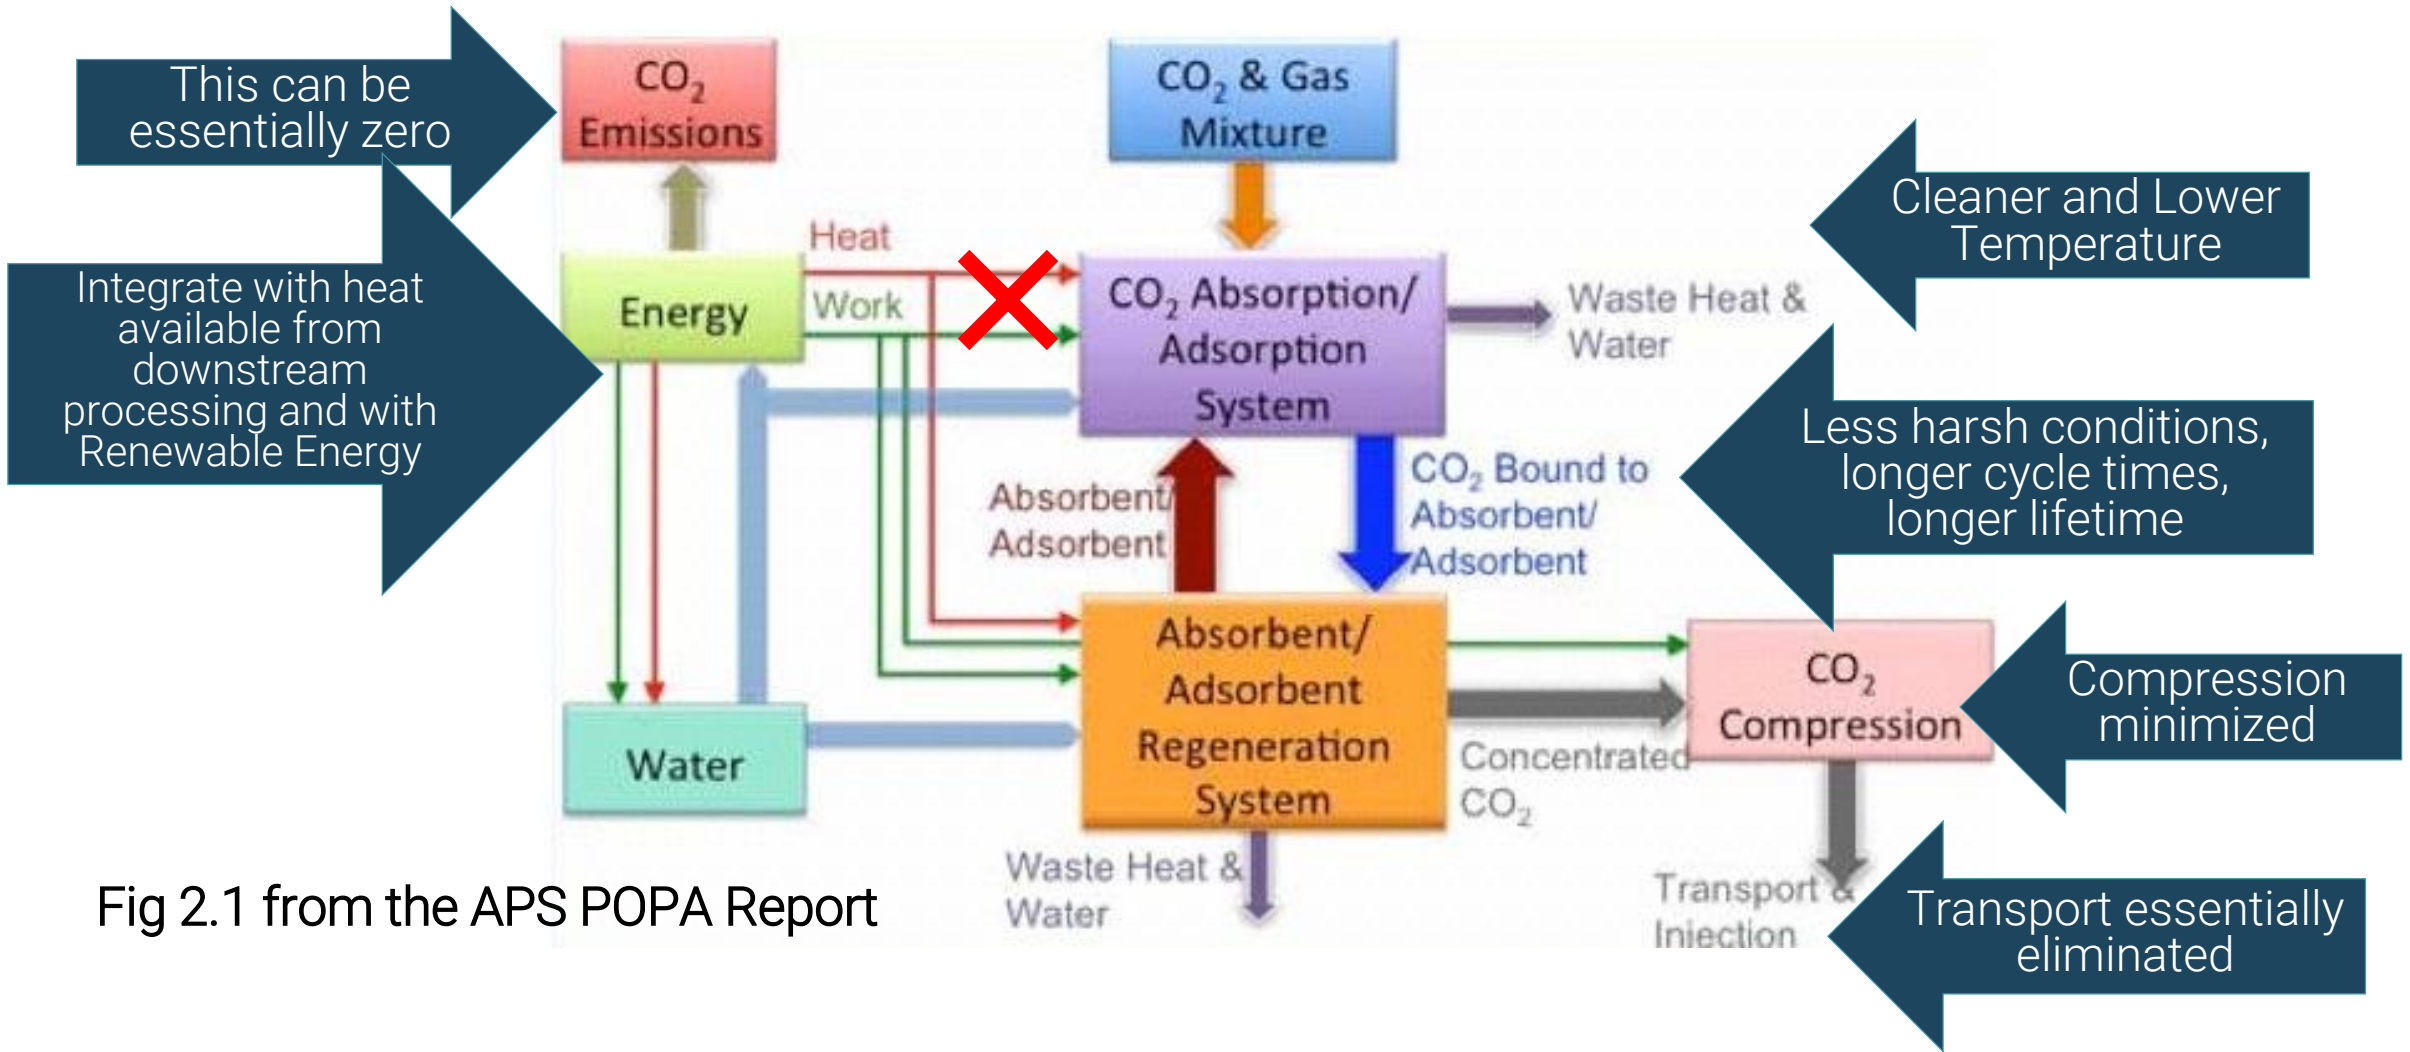 This can be
essentially zero
CO2
Emissions
CO2 & Gas
Mixture
Cleaner and Lower
Temperature
Integrate with heat
available from
downstream
processing and with
Renewable Energy
Heat
Energy
Work
CO2 Absorption/
Adsorption
System
Waste Heat &
Water
Less harsh conditions,
longer cycle times,
longer lifetime
Absorbent/
Adsorbent
CO2 Bound to
Absorbent/
Adsorbent
Absorbent/
Adsorbent
Regeneration
System
CO2
Compression
Compression
minimized
Water
Concentrated
CO2
Waste Heat &
Water
Transport &
Injection
Transport essentially
eliminated
Fig 2.1 from the APS POPA Report